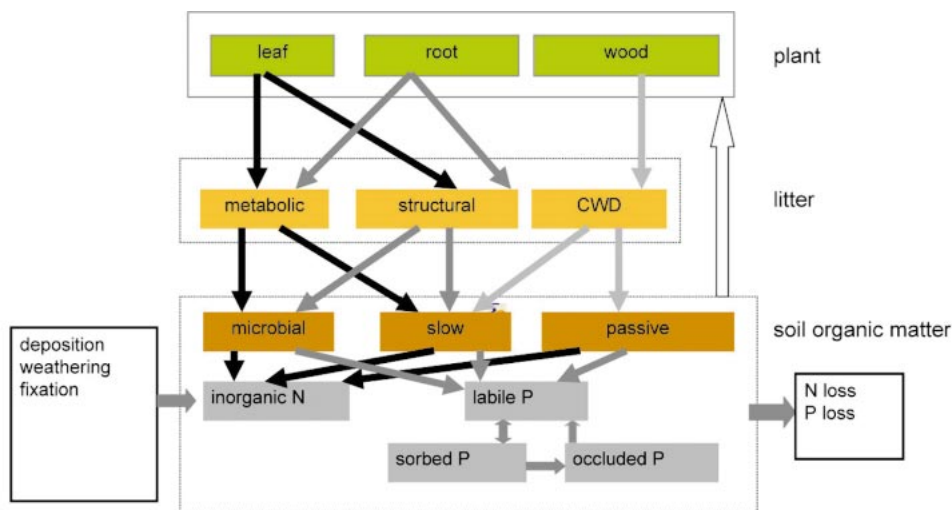 leaf root wood
plant
metabolic structural CWD
litter
microbial slow passive
soil organic matter
deposition
weathering
fixation
inorganic N labile P
N loss
P loss
sorbed P occluded P